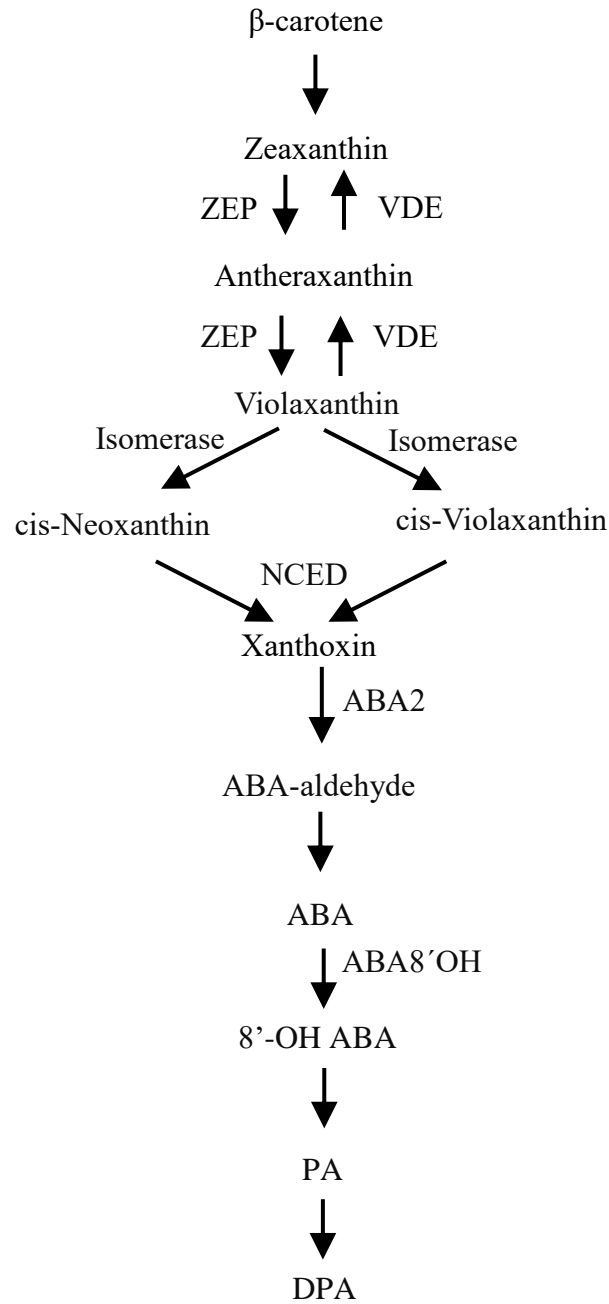 β-carotene
Zeaxanthin
ZEP VDE
Antheraxanthin
ZEP VDE
Violaxanthin
Isomerase Isomerase
cis-Neoxanthin cis-Violaxanthin
NCED
Xanthoxin
ABA2
ABA-aldehyde
ABA
ABA8´OH
8’-OH ABA
PA
DPA